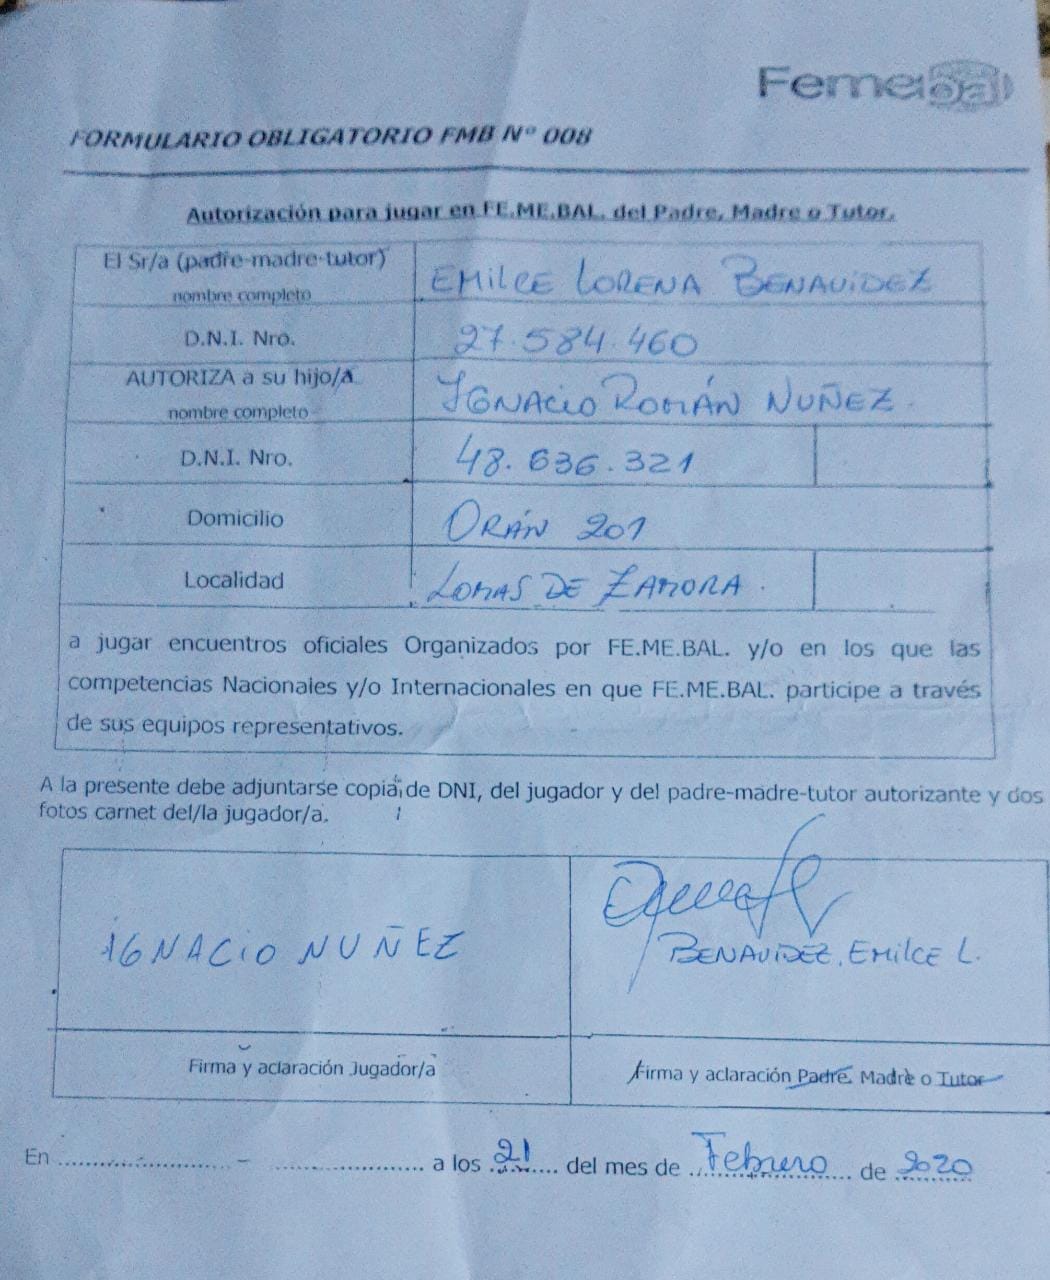 Femebal
FORMULARIO OBLIGATORIO FMB Nº 008
Autorización para jugar en FE.ME.BAL. del Padre, Madre o Tutor.
El Sr/a (padre-madre-tutor) EMILCE LORENA BENAVIDEZ
nombre completo
D.N.I. Nro. 27.584.460
AUTORIZA a su hijo/A IGNACIO ROMÁN NUÑEZ.
nombre completo
D.N.I. Nro. 48.636.321
Domicilio ORÁN 201
Localidad LOMAS DE ZAMORA.
a jugar encuentros oficiales Organizados por FE.ME.BAL. y/o en los que las
competencias Nacionales y/o Internacionales en que FE.ME.BAL. participe a través
de sus equipos representativos.
A la presente debe adjuntarse copia de DNI, del jugador y del padre-madre-tutor autorizante y dos
fotos carnet del/la jugador/a.
IGNACIO NUÑEZ
BENAVIDEZ, EMILCE L.
Firma y aclaración Jugador/a
Firma y aclaración Padre, Madre o Tutor
En .......................... - ....................... a los 21 del mes de Febrero de 2020